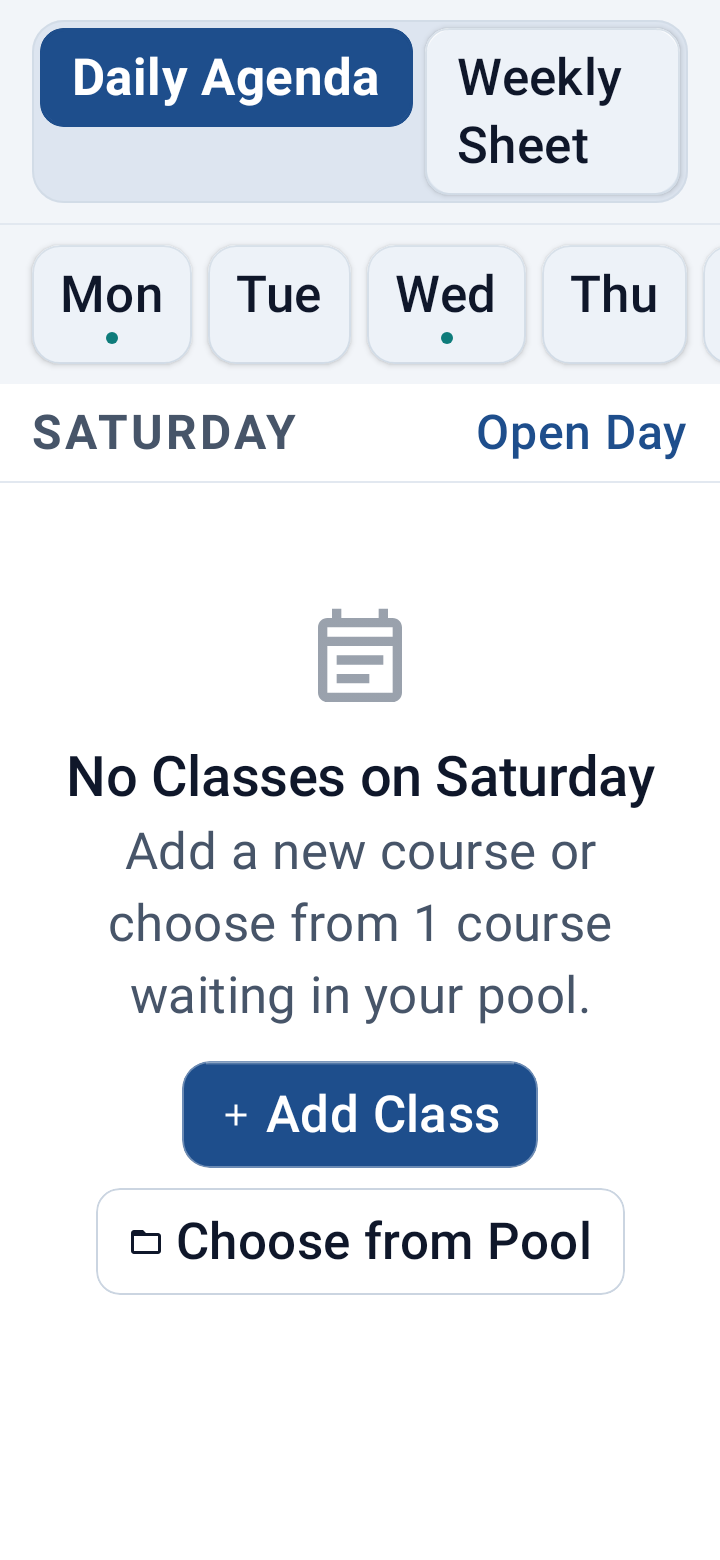 Daily Agenda
Weekly
Sheet
Mon
Tue
Wed
Thu
SATURDAY
Open Day
No Classes on Saturday
Add a new course or
choose from 1 course
waiting in your pool.
+ Add Class
Choose from Pool